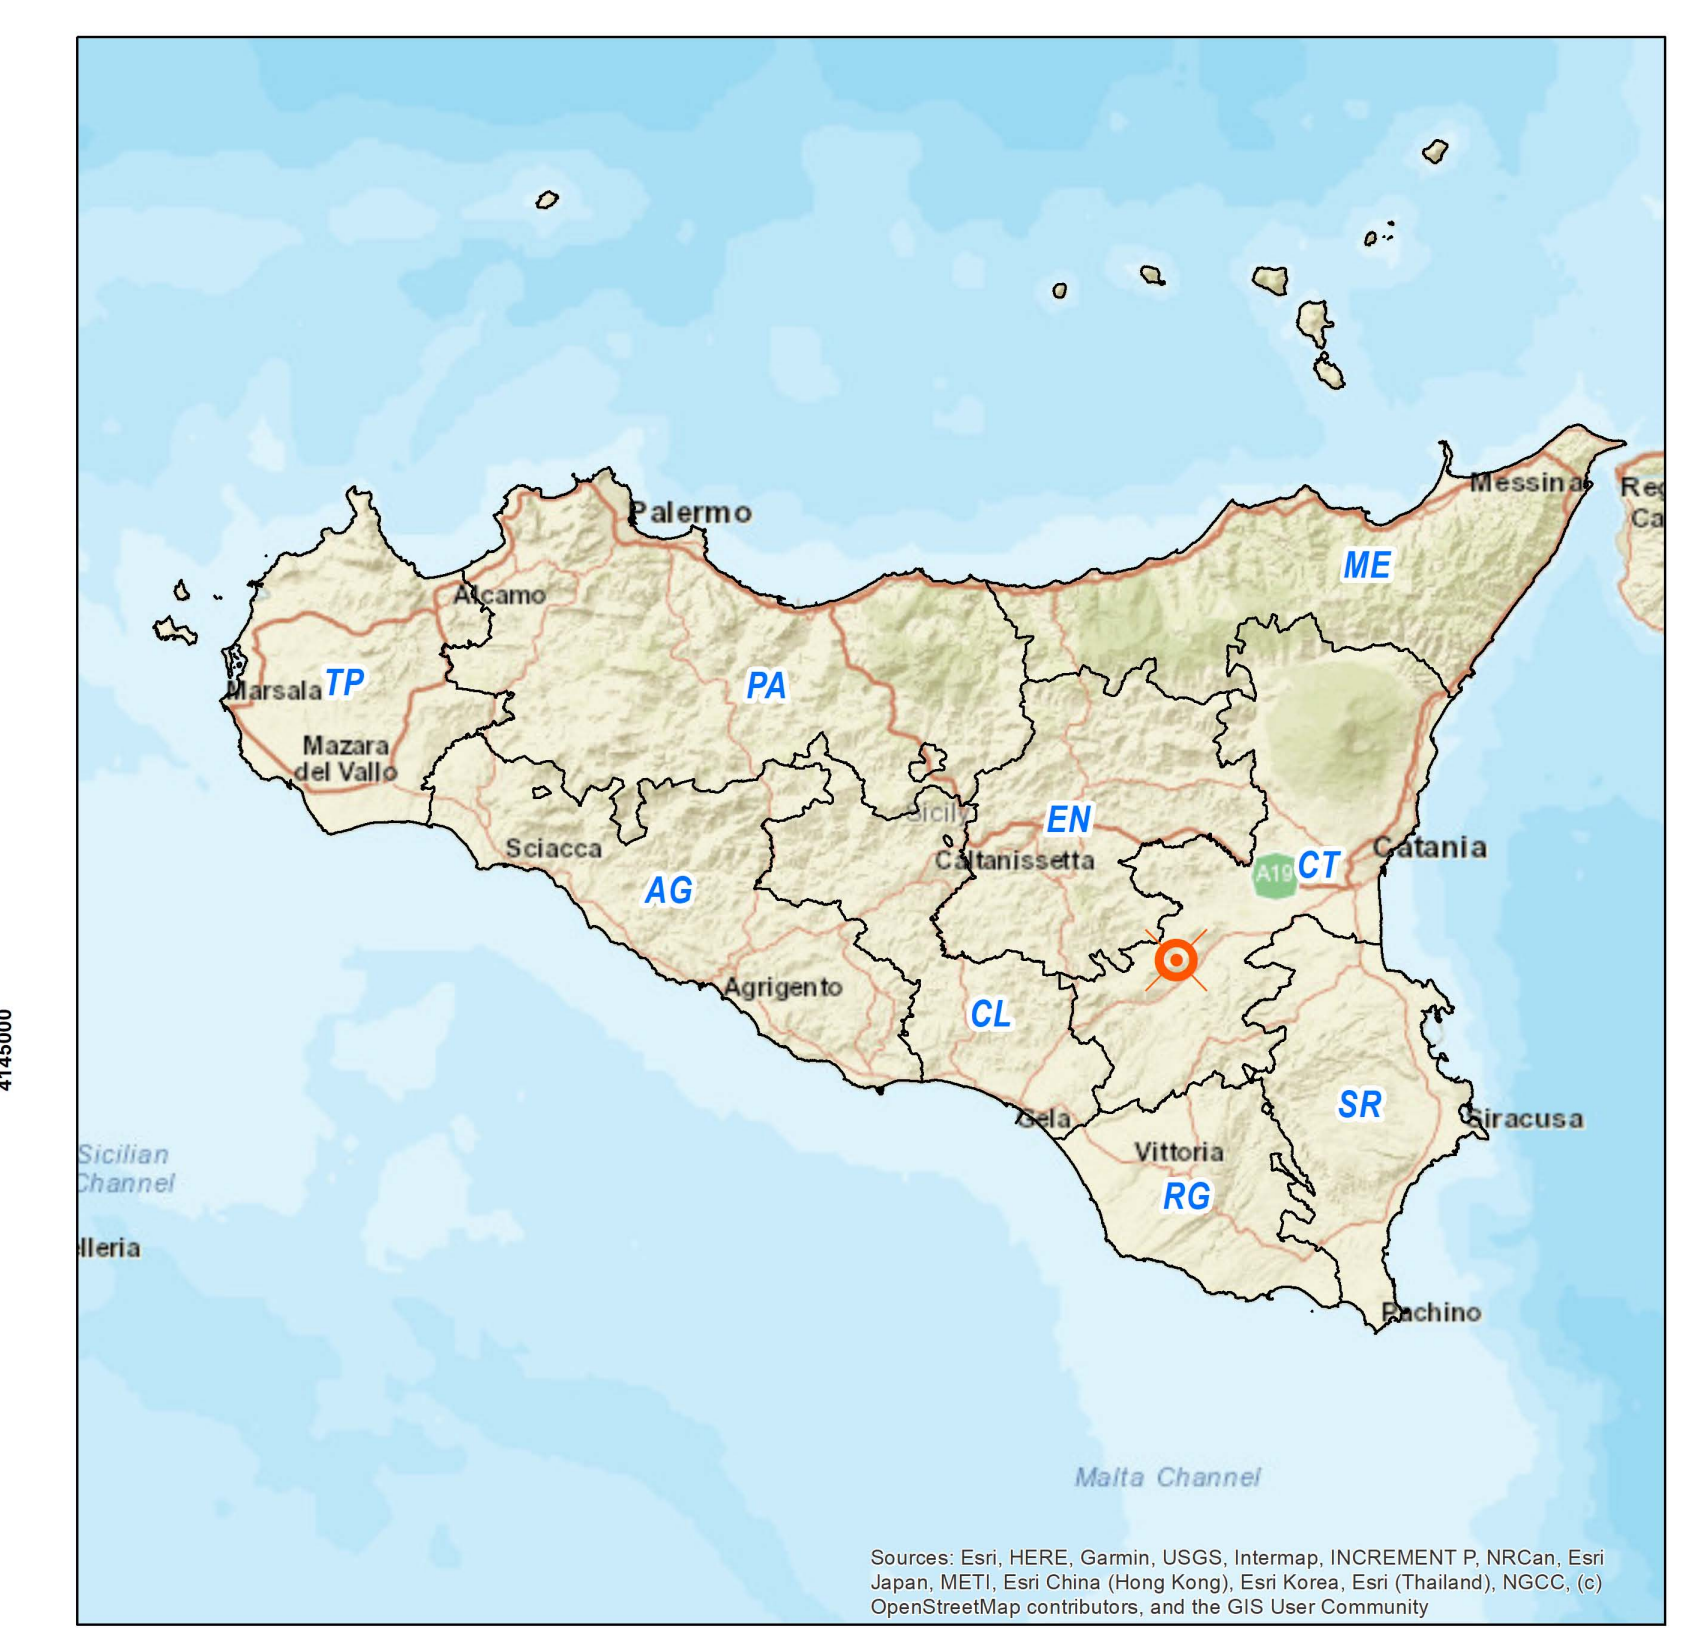 Palermo
Messina
Reg
Ca
ME
Alcamo
TP
Marsala
PA
Mazara
del Vallo
Sicily
EN
Caltanissetta
Catania
CT
A19
Sciacca
AG
Agrigento
CL
4145000
SR
Gela
Siracusa
Vittoria
RG
Sicilian
Channel
elleria
Pachino
Malta Channel
Sources: Esri, HERE, Garmin, USGS, Intermap, INCREMENT P, NRCan, Esri
Japan, METI, Esri China (Hong Kong), Esri Korea, Esri (Thailand), NGCC, (c)
OpenStreetMap contributors, and the GIS User Community